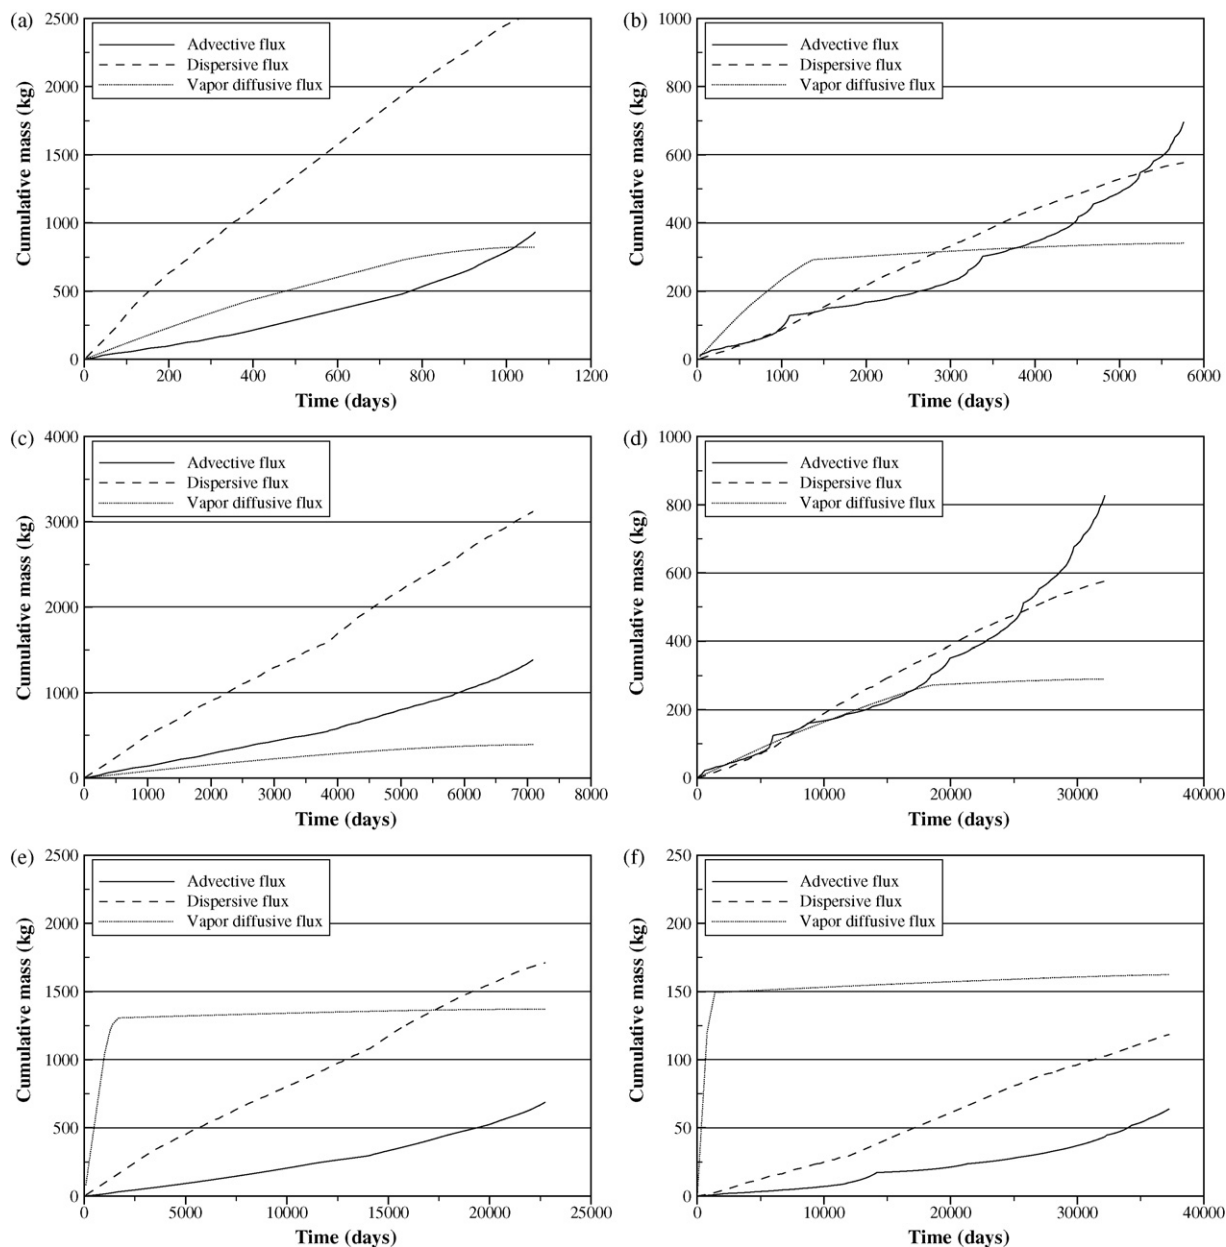 (a)
2500
2000
1500
1000
500
0
Cumulative mass (kg)
Advective flux
Dispersive flux
Vapor diffusive flux
0 200 400 600 800 1000 1200
Time (days)
(b)
1000
800
600
400
200
0
Cumulative mass (kg)
Advective flux
Dispersive flux
Vapor diffusive flux
0 1000 2000 3000 4000 5000 6000
Time (days)
(c)
4000
3000
2000
1000
0
Cumulative mass (kg)
Advective flux
Dispersive flux
Vapor diffusive flux
0 1000 2000 3000 4000 5000 6000 7000 8000
Time (days)
(d)
1000
800
600
400
200
0
Cumulative mass (kg)
Advective flux
Dispersive flux
Vapor diffusive flux
0 10000 20000 30000 40000
Time (days)
(e)
2500
2000
1500
1000
500
0
Cumulative mass (kg)
Advective flux
Dispersive flux
Vapor diffusive flux
0 5000 10000 15000 20000 25000
Time (days)
(f)
250
200
150
100
50
0
Cumulative mass (kg)
Advective flux
Dispersive flux
Vapor diffusive flux
0 10000 20000 30000 40000
Time (days)